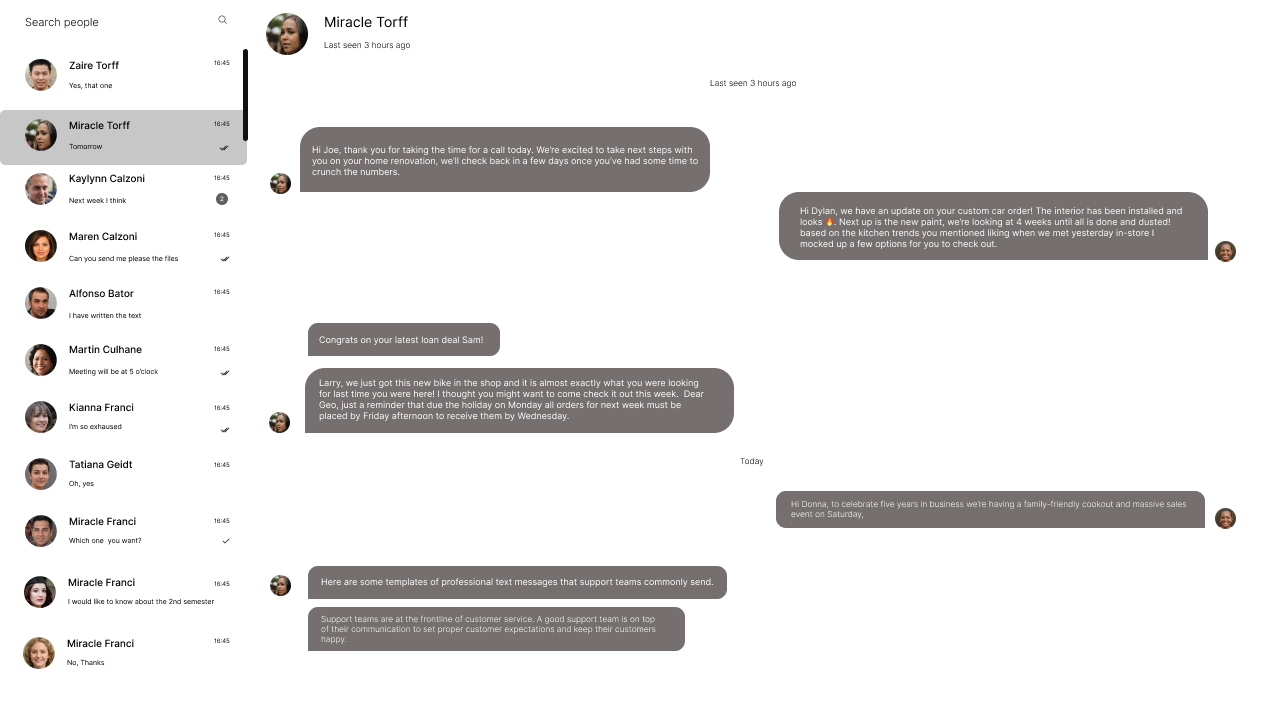 Search people
Zaire Torff
16:45
Yes, that one
Miracle Torff
16:45
Tomorrow
Kaylynn Calzoni
16:45
Next week I think
2
Maren Calzoni
16:45
Can you send me please the files
Alfonso Bator
16:45
I have written the text
Martin Culhane
16:45
Meeting will be at 5 o'clock
Kianna Franci
16:45
I'm so exhaused
Tatiana Geidt
16:45
Oh, yes
Miracle Franci
16:45
Which one you want?
Miracle Franci
16:45
I would like to know about the 2nd semester
Miracle Franci
16:45
No, Thanks
Miracle Torff
Last seen 3 hours ago
Last seen 3 hours ago
Hi Joe, thank you for taking the time for a call today. We're excited to take next steps with
you on your home renovation, we'll check back in a few days once you've had some time to
crunch the numbers.
Hi Dylan, we have an update on your custom car order! The interior has been installed and
looks 🔥. Next up is the new paint, we're looking at 4 weeks until all is done and dusted!
based on the kitchen trends you mentioned liking when we met yesterday in-store I
mocked up a few options for you to check out.
Congrats on your latest loan deal Sam!
Larry, we just got this new bike in the shop and it is almost exactly what you were looking
for last time you were here! I thought you might want to come check it out this week. Dear
Geo, just a reminder that due the holiday on Monday all orders for next week must be
placed by Friday afternoon to receive them by Wednesday.
Today
Hi Donna, to celebrate five years in business we're having a family-friendly cookout and massive sales
event on Saturday,
Here are some templates of professional text messages that support teams commonly send.
Support teams are at the frontline of customer service. A good support team is on top
of their communication to set proper customer expectations and keep their customers
happy.